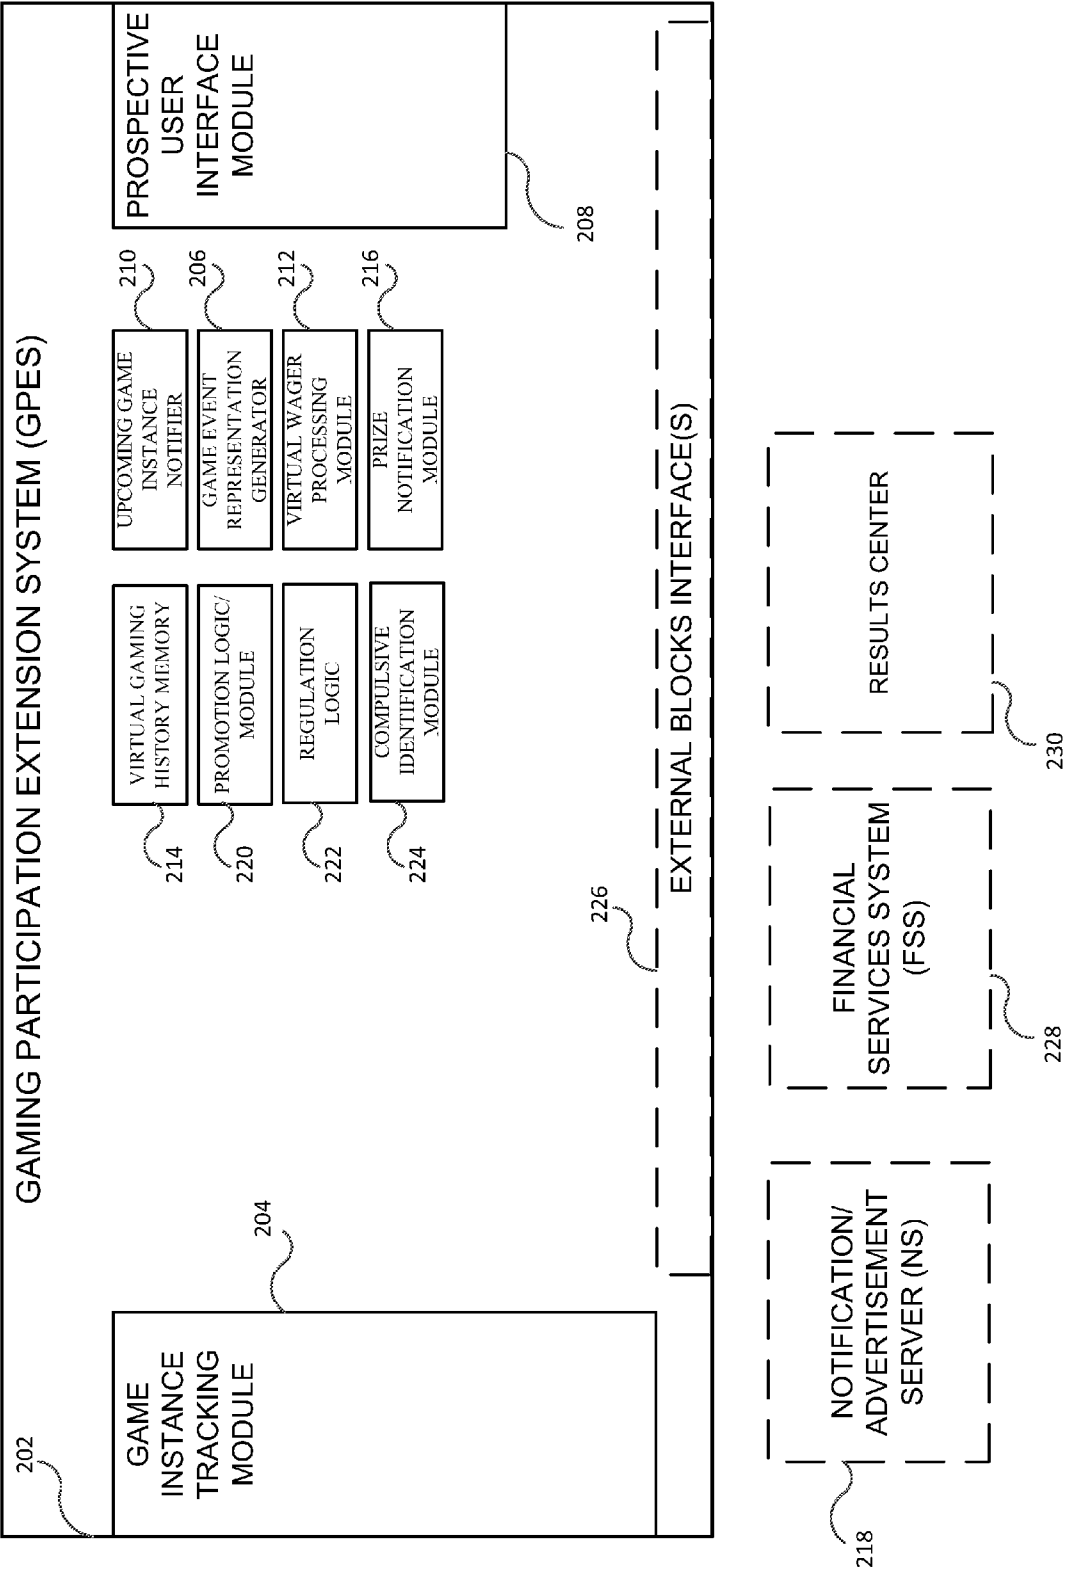 GAMING PARTICIPATION EXTENSION SYSTEM (GPES)
202
GAME
INSTANCE
TRACKING
MODULE
204
214
VIRTUAL GAMING
HISTORY MEMORY
220
PROMOTION LOGIC/
MODULE
222
REGULATION
LOGIC
224
COMPULSIVE
IDENTIFICATION
MODULE
UPCOMING GAME
INSTANCE
NOTIFIER
210
GAME EVENT
REPRESENTATION
GENERATOR
206
VIRTUAL WAGER
PROCESSING
MODULE
212
PRIZE
NOTIFICATION
MODULE
216
PROSPECTIVE
USER
INTERFACE
MODULE
208
226
EXTERNAL BLOCKS INTERFACE(S)
NOTIFICATION/
ADVERTISEMENT
SERVER (NS)
218
FINANCIAL
SERVICES SYSTEM
(FSS)
228
RESULTS CENTER
230